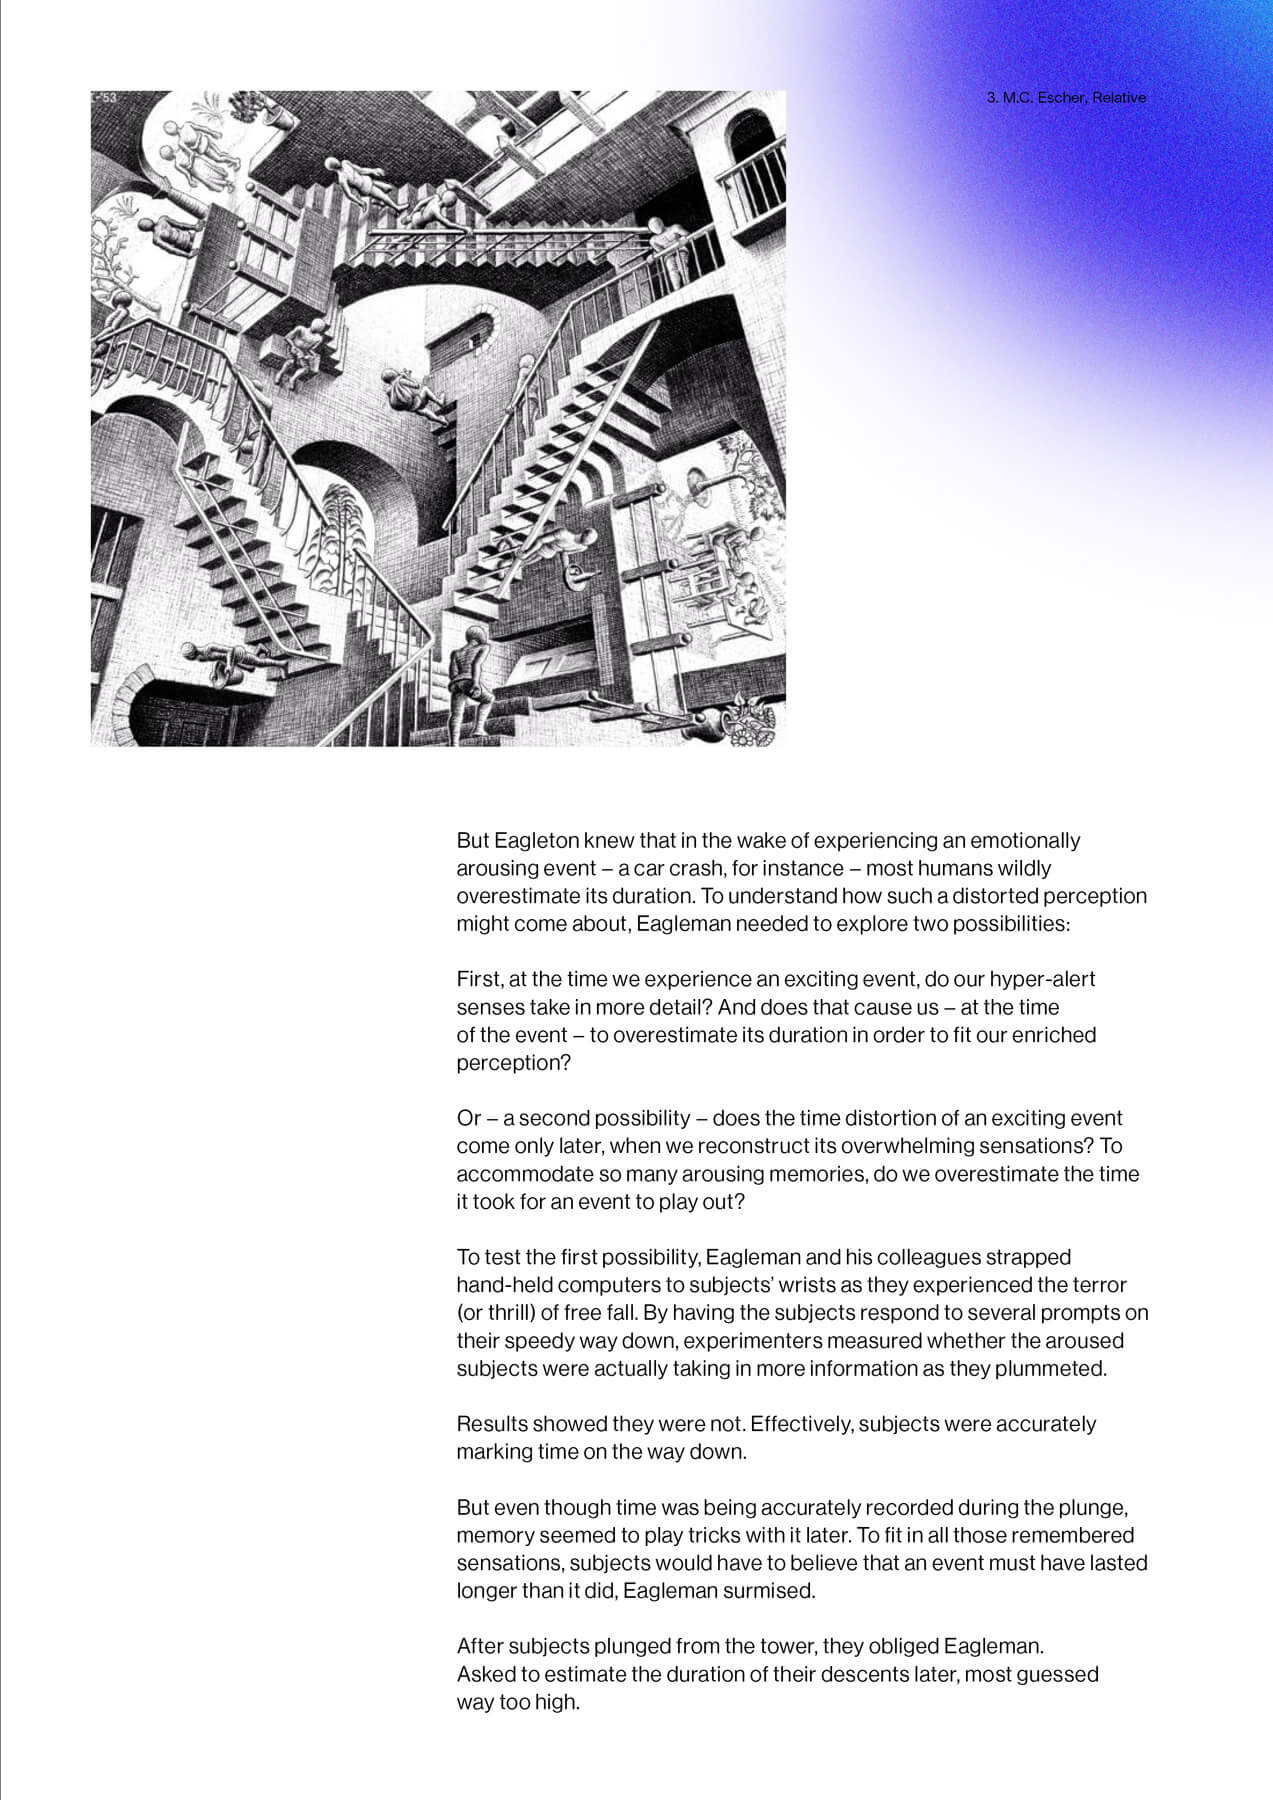 '53
3. M.C. Escher, Relative
But Eagleton knew that in the wake of experiencing an emotionally
arousing event – a car crash, for instance – most humans wildly
overestimate its duration. To understand how such a distorted perception
might come about, Eagleman needed to explore two possibilities:
First, at the time we experience an exciting event, do our hyper-alert
senses take in more detail? And does that cause us – at the time
of the event – to overestimate its duration in order to fit our enriched
perception?
Or – a second possibility – does the time distortion of an exciting event
come only later, when we reconstruct its overwhelming sensations? To
accommodate so many arousing memories, do we overestimate the time
it took for an event to play out?
To test the first possibility, Eagleman and his colleagues strapped
hand-held computers to subjects’ wrists as they experienced the terror
(or thrill) of free fall. By having the subjects respond to several prompts on
their speedy way down, experimenters measured whether the aroused
subjects were actually taking in more information as they plummeted.
Results showed they were not. Effectively, subjects were accurately
marking time on the way down.
But even though time was being accurately recorded during the plunge,
memory seemed to play tricks with it later. To fit in all those remembered
sensations, subjects would have to believe that an event must have lasted
longer than it did, Eagleman surmised.
After subjects plunged from the tower, they obliged Eagleman.
Asked to estimate the duration of their descents later, most guessed
way too high.